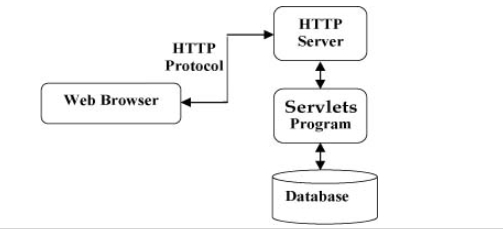 HTTP
Server
HTTP
Protocol
Web Browser
Servlets
Program
Database